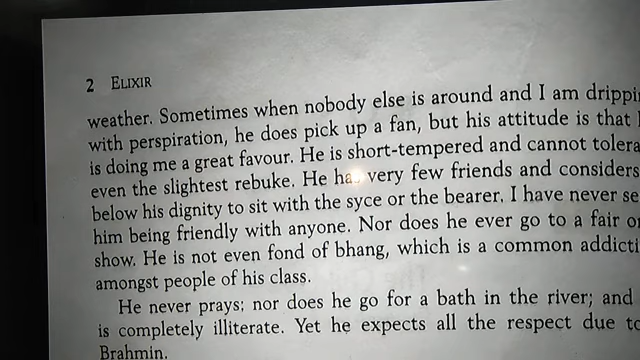 2 ELIXIR
weather. Sometimes when nobody else is around and I am drippi
with perspiration, he does pick up a fan, but his attitude is that
is doing me a great favour. He is short-tempered and cannot tolera
even the slightest rebuke. He has very few friends and considers
below his dignity to sit with the syce or the bearer. I have never se
him being friendly with anyone. Nor does he ever go to a fair or
show. He is not even fond of bhang, which is a common addicti
amongst people of his class.
He never prays; nor does he go for a bath in the river; and
is completely illiterate. Yet he expects all the respect due to
Brahmin.